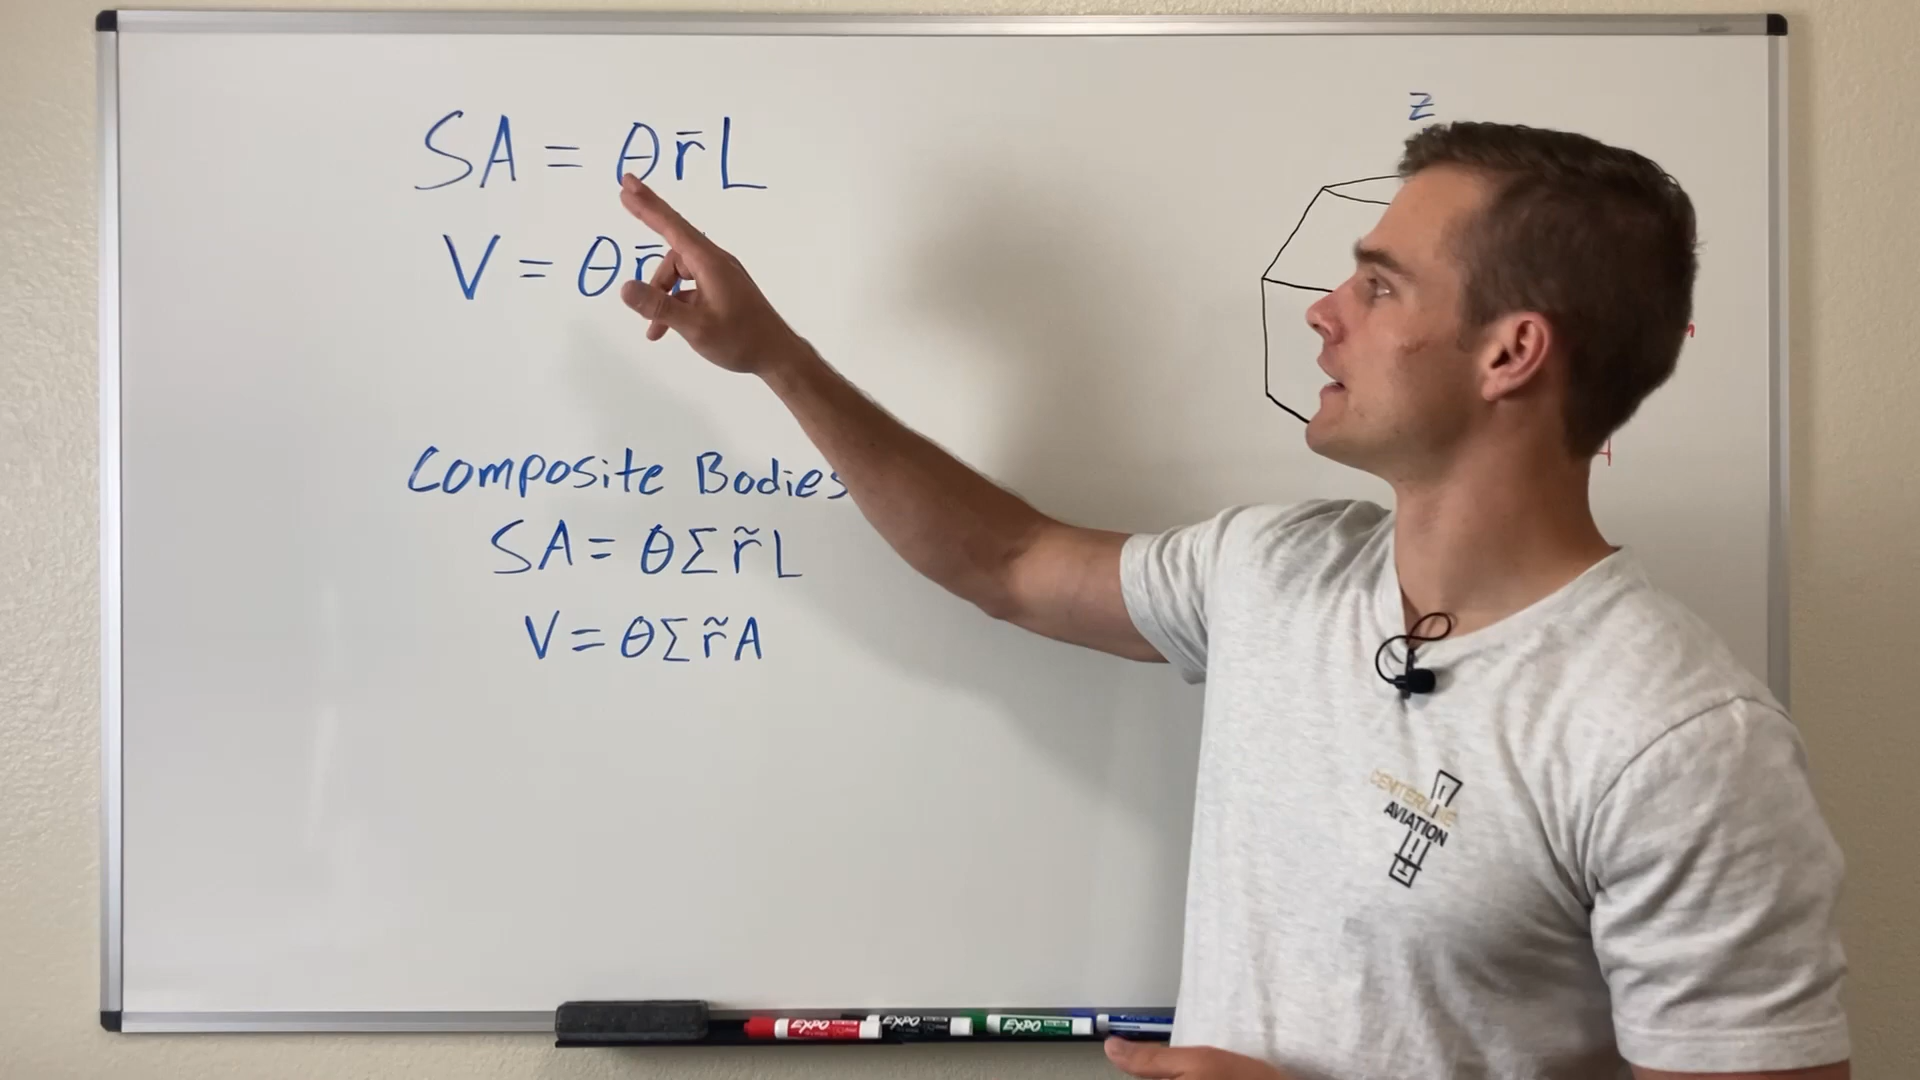 SA = θr̄L
V = θr̄
Composite Bodies
SA = θΣr̃L
V = θΣr̃A
z
CENTERLINE
AVIATION
EXPO
EXPO
EXPO